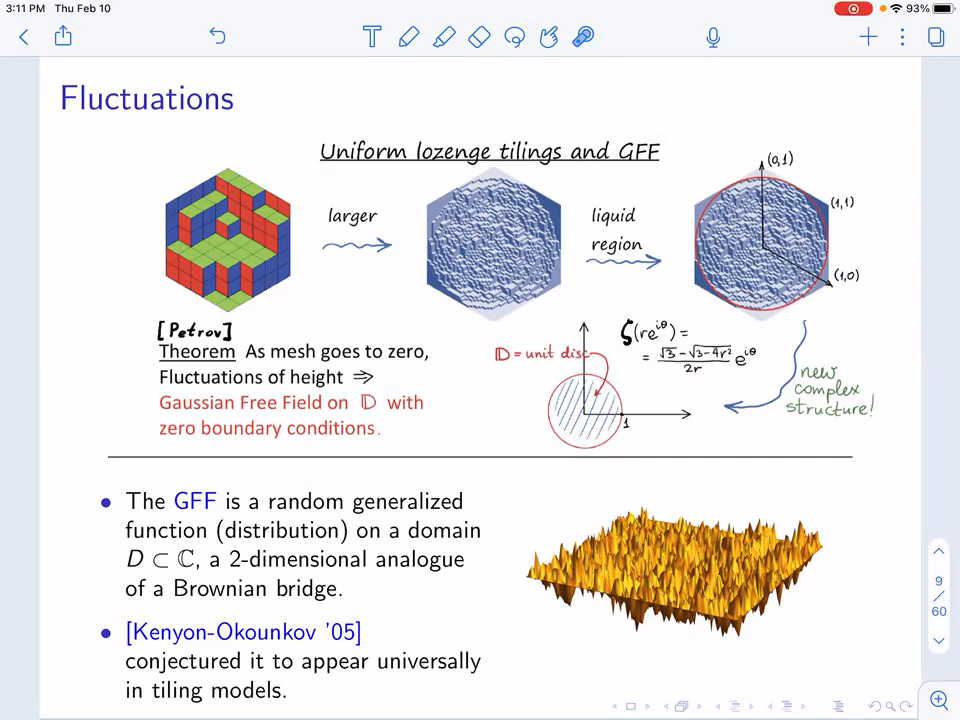 3:11 PM Thu Feb 10
93%
T
Fluctuations
Uniform lozenge tilings and GFF
larger
liquid
region
(0,1)
(1,1)
(1,0)
[Petrov]
Theorem As mesh goes to zero,
Fluctuations of height ⇒
Gaussian Free Field on 𝔻 with
zero boundary conditions.
𝔻 = unit disc
1
ζ(re^{iθ}) =
= \frac{√3 - √(3-4r²)}{2r} e^{iθ}
new
complex
structure!
• The GFF is a random generalized
function (distribution) on a domain
D ⊂ ℂ, a 2-dimensional analogue
of a Brownian bridge.
• [Kenyon-Okounkov '05]
conjectured it to appear universally
in tiling models.
9
/
60